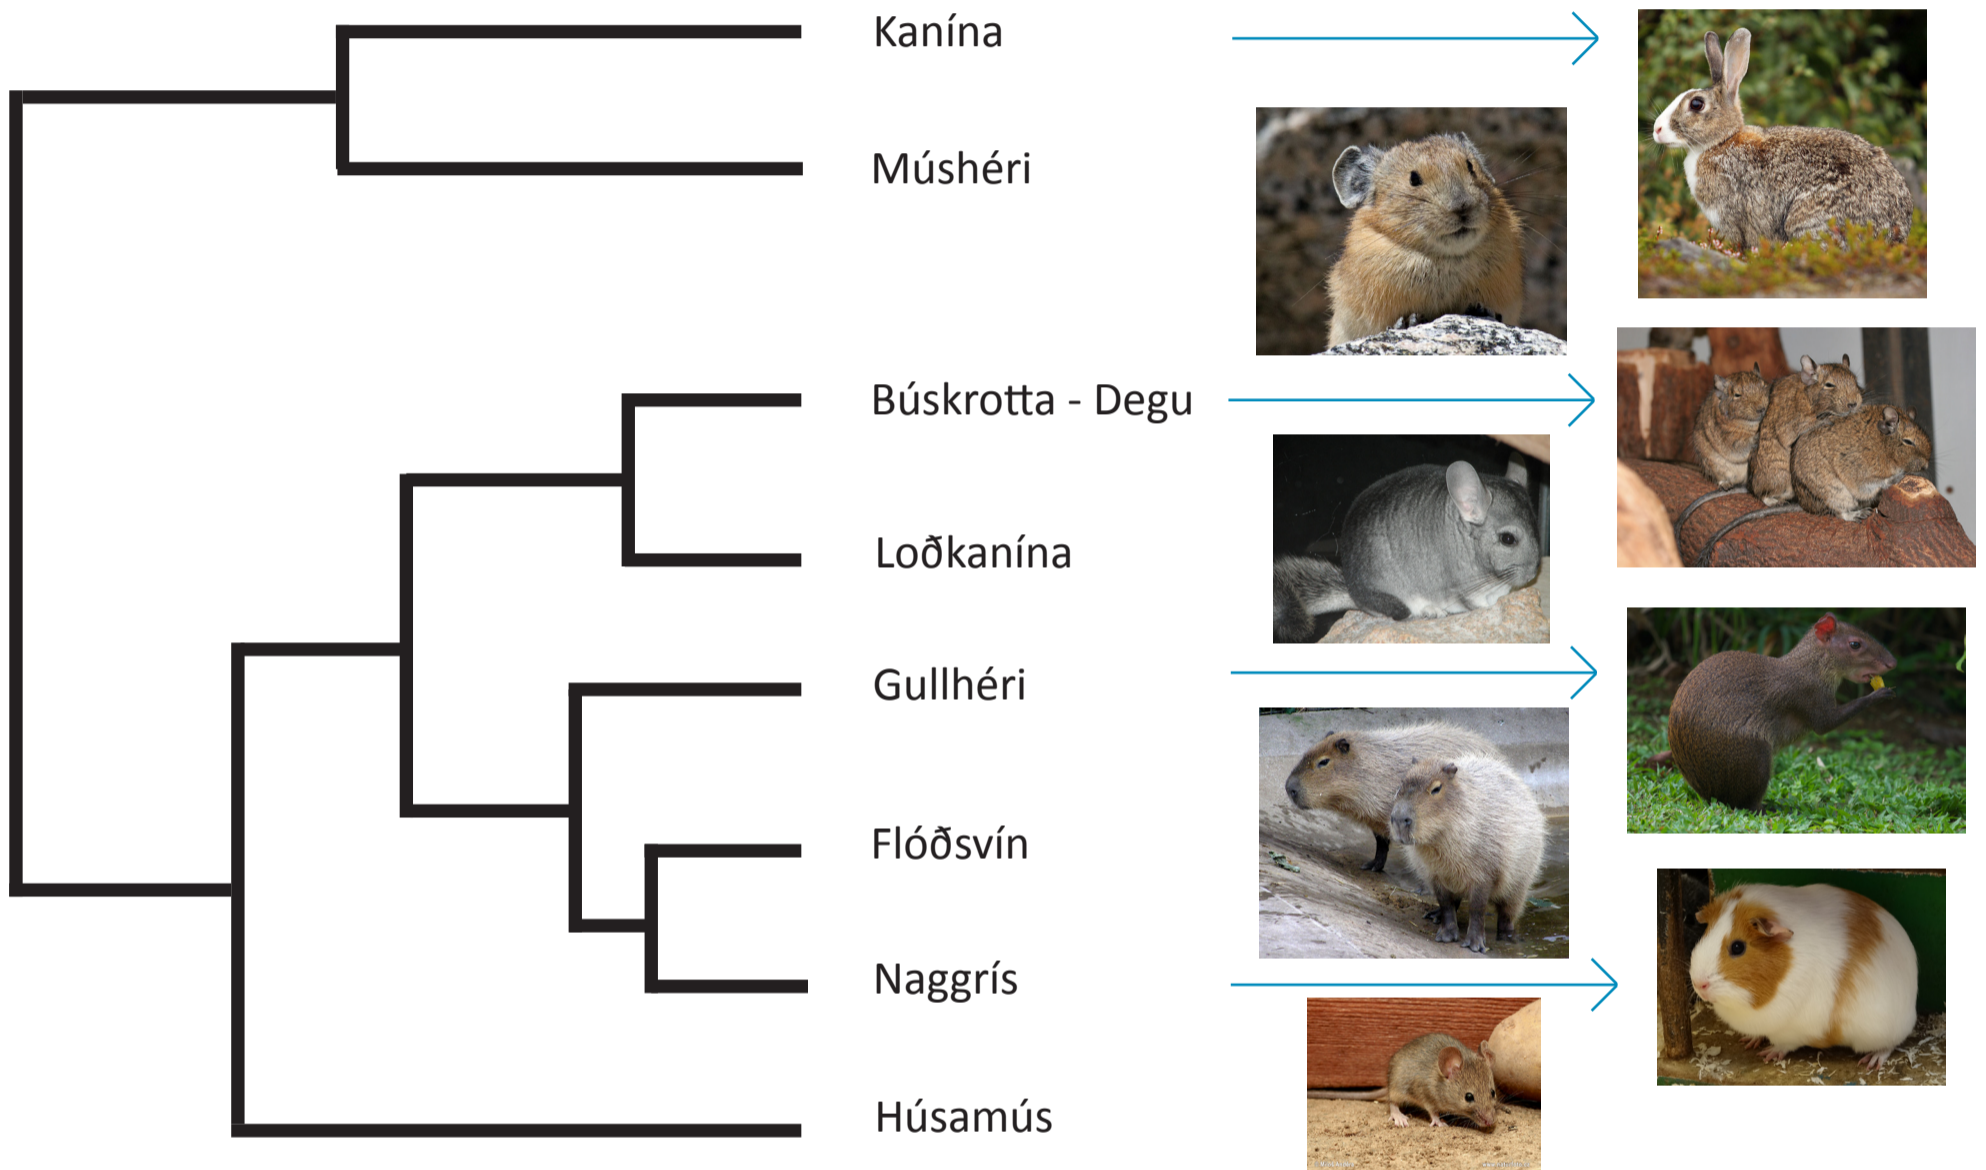 Kanína
Múshéri
Búskrotta - Degu
Loðkanína
Gullhéri
Flóðsvín
Naggrís
Húsamús